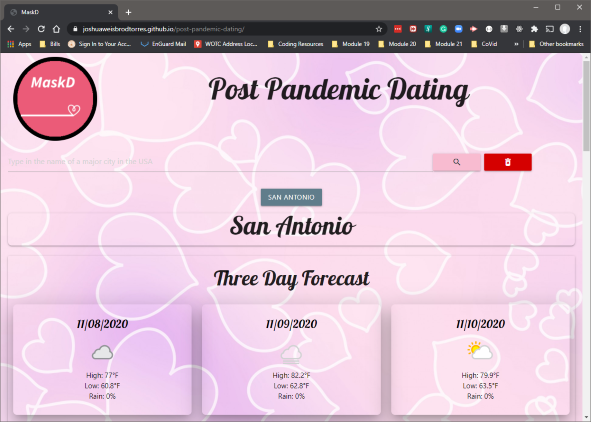 MaskD
joshuaweisbrodtorres.github.io/post-pandemic-dating/
Apps Bills Sign In to Your Acc... EnGuard Mail WOTC Address Loc... Coding Resources Module 19 Module 20 Module 21 CoVid » Other bookmarks
MaskD
Post Pandemic Dating
Type in the name of a major city in the USA
SAN ANTONIO
San Antonio
Three Day Forecast
11/08/2020
High: 77°F
Low: 60.8°F
Rain: 0%
11/09/2020
High: 82.2°F
Low: 62.8°F
Rain: 0%
11/10/2020
High: 79.9°F
Low: 63.5°F
Rain: 0%